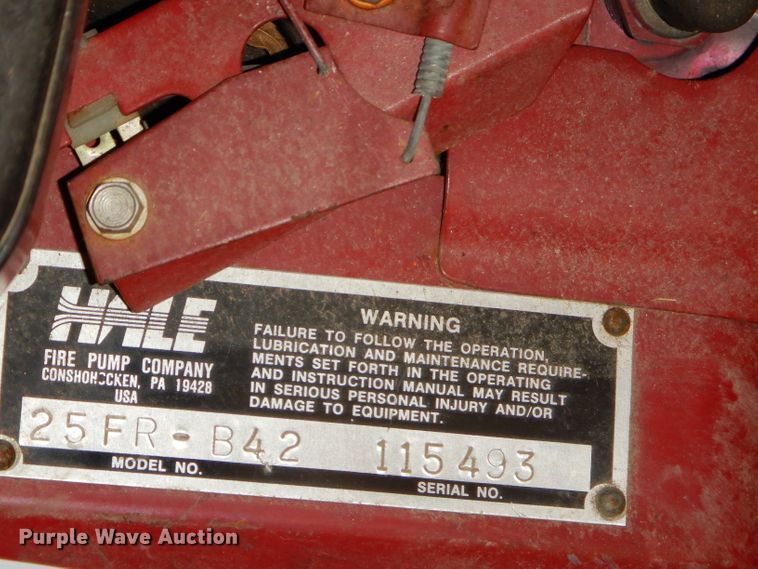 HALE
FIRE PUMP COMPANY
CONSHOHOCKEN, PA 19428
USA
WARNING
FAILURE TO FOLLOW THE OPERATION,
LUBRICATION AND MAINTENANCE REQUIRE-
MENTS SET FORTH IN THE OPERATING
AND INSTRUCTION MANUAL MAY RESULT
IN SERIOUS PERSONAL INJURY AND/OR
DAMAGE TO EQUIPMENT.
25FR-B42 115493
MODEL NO. SERIAL NO.
Purple Wave Auction